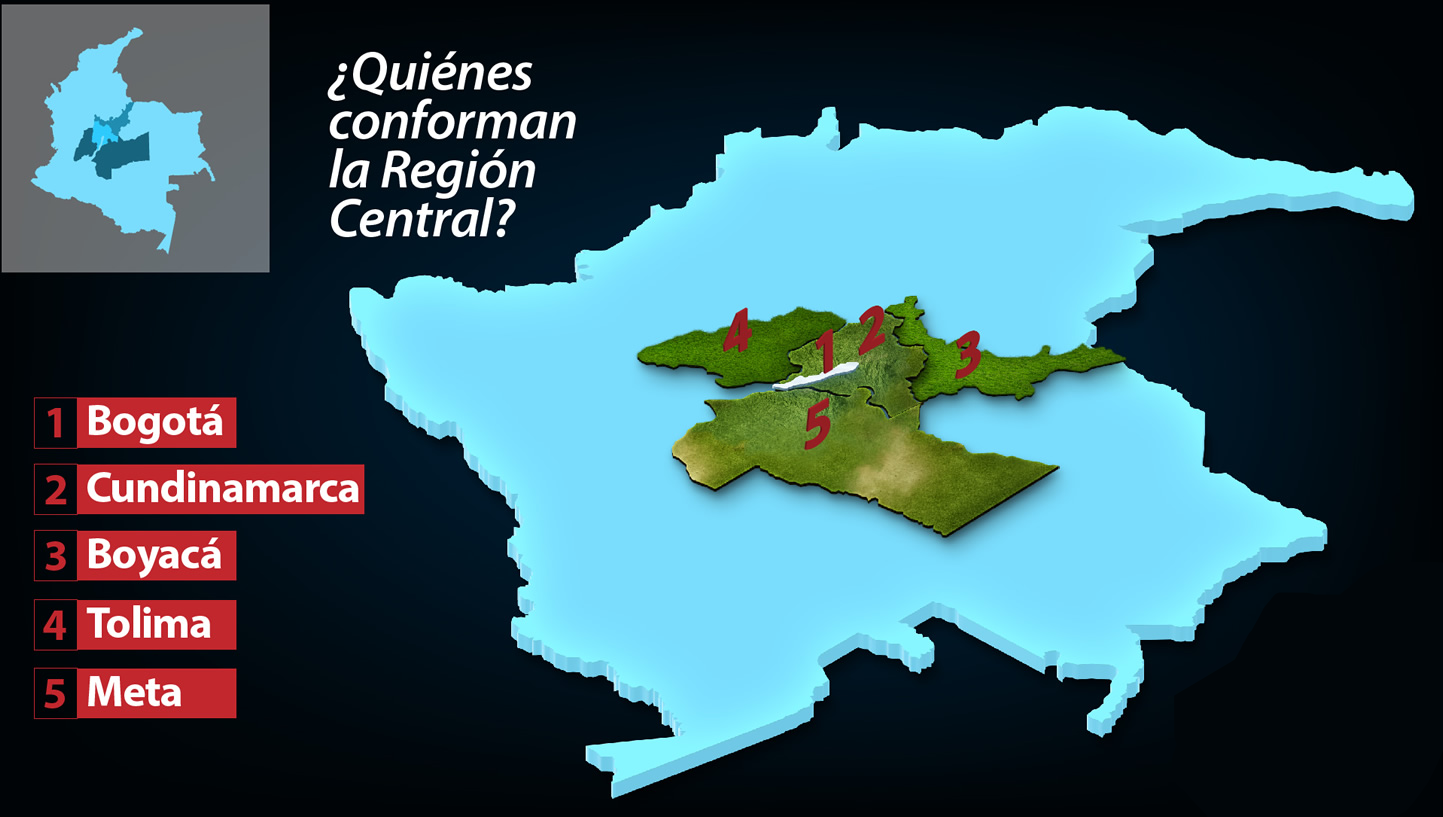 ¿Quiénes
conforman
la Región
Central?
1 Bogotá
2 Cundinamarca
3 Boyacá
4 Tolima
5 Meta
4
1
2
3
5